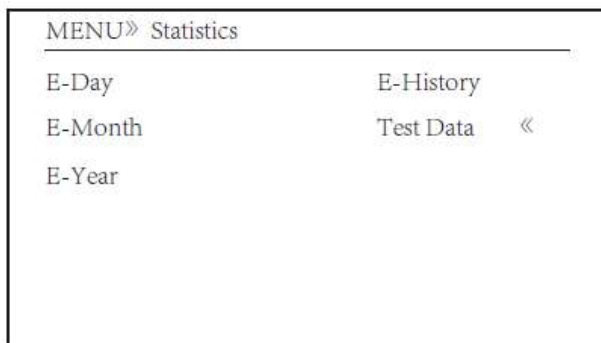 MENU》 Statistics
E-Day E-History
E-Month Test Data 《
E-Year